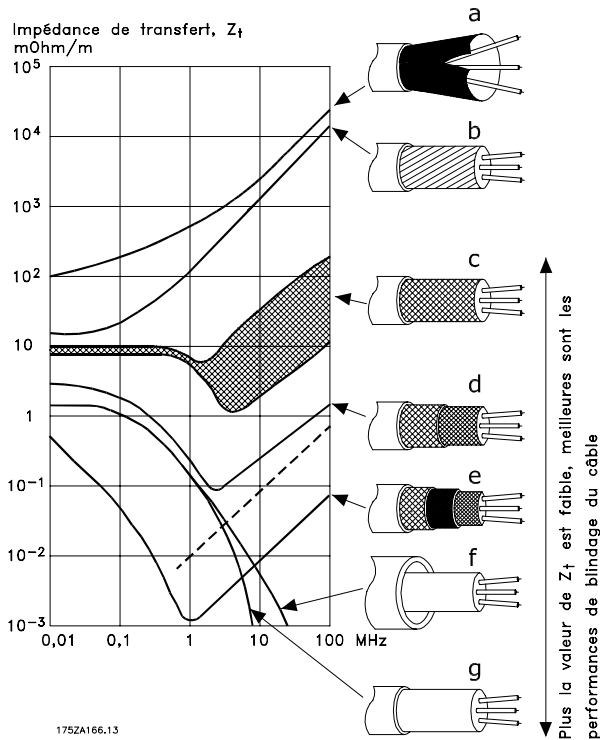 Impédance de transfert, Zt
mOhm/m
10⁵
10⁴
10³
10²
10
1
10⁻¹
10⁻²
10⁻³
0,01 0,1 1 10 100 MHz
a
b
c
d
e
f
g
Plus la valeur de Zt est faible, meilleures sont les
performances de blindage du câble
175ZA166.13